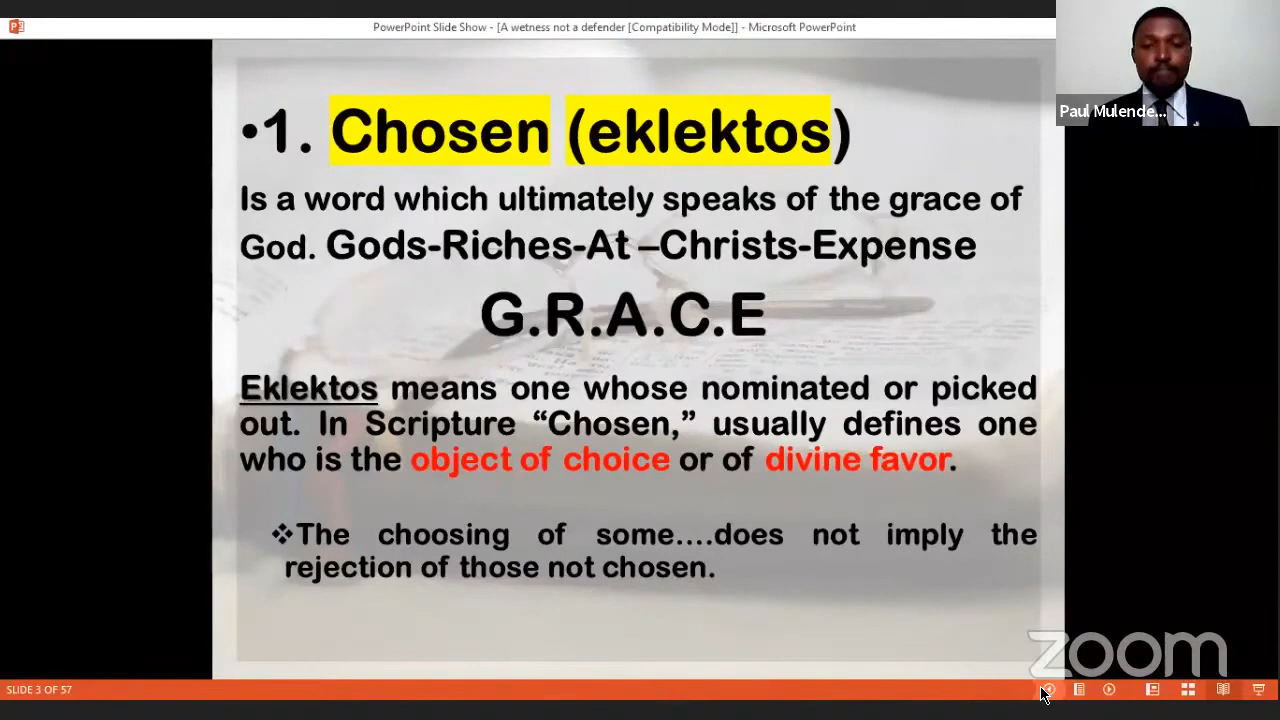 PowerPoint Slide Show - [A wetness not a defender [Compatibility Mode]] - Microsoft PowerPoint
Paul Mulende...
•1. Chosen (eklektos)
Is a word which ultimately speaks of the grace of
God. Gods-Riches-At –Christs-Expense
G.R.A.C.E
Eklektos means one whose nominated or picked
out. In Scripture “Chosen,” usually defines one
who is the object of choice or of divine favor.
❖The choosing of some....does not imply the
rejection of those not chosen.
zoom
SLIDE 3 OF 57